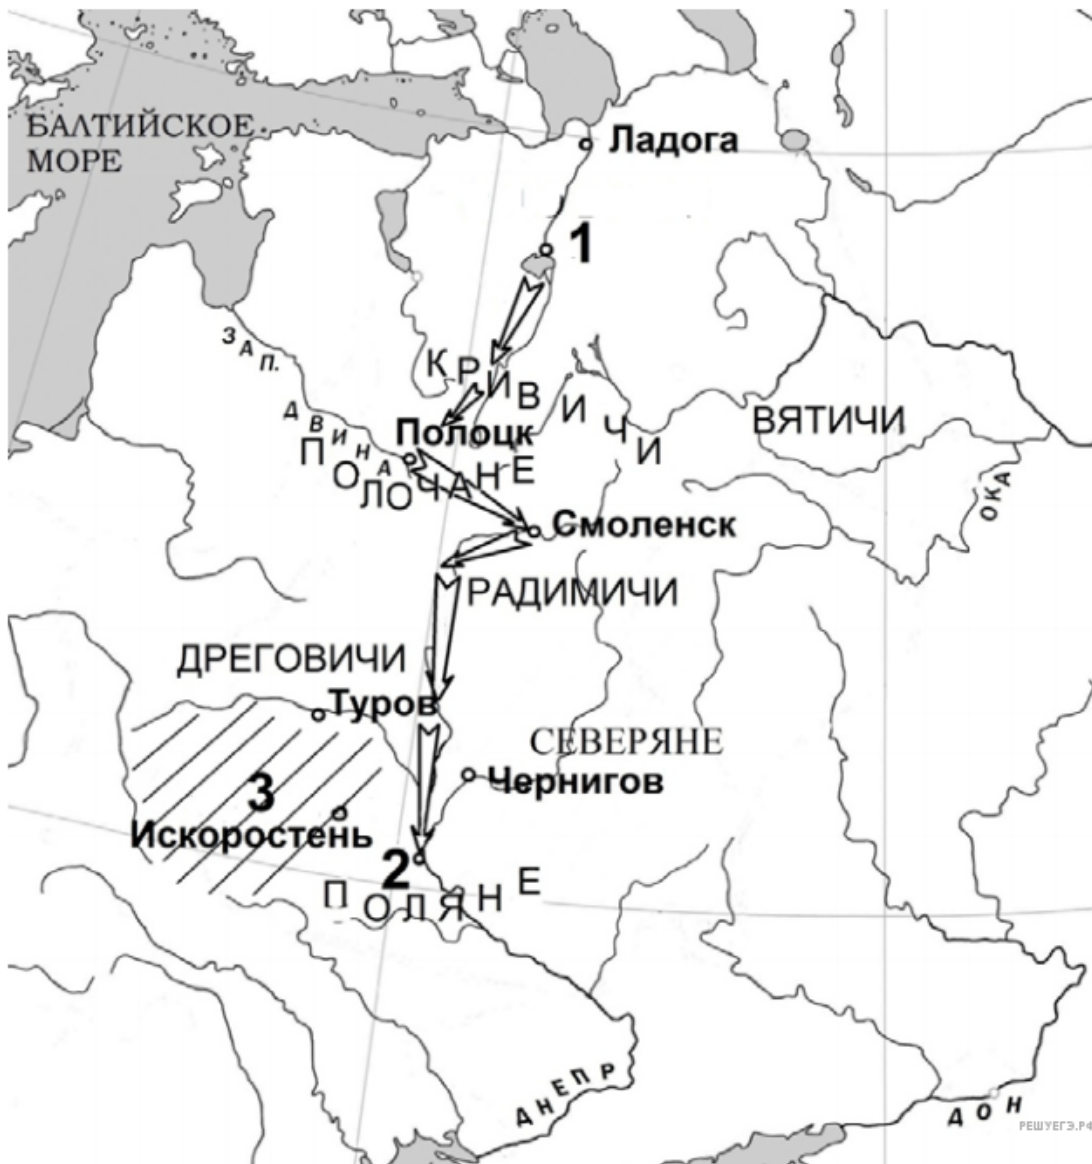 БАЛТИЙСКОЕ
МОРЕ
Ладога
1
ЗАП.
ДВИНА
КРИВИЧИ
ВЯТИЧИ
Полоцк
ПОЛОЧАНЕ
ОКА
Смоленск
РАДИМИЧИ
ДРЕГОВИЧИ
Туров
СЕВЕРЯНЕ
Чернигов
3
Искоростень
2
ПОЛЯНЕ
ДНЕПР
ДОН
РЕШУЕГЭ.РФ